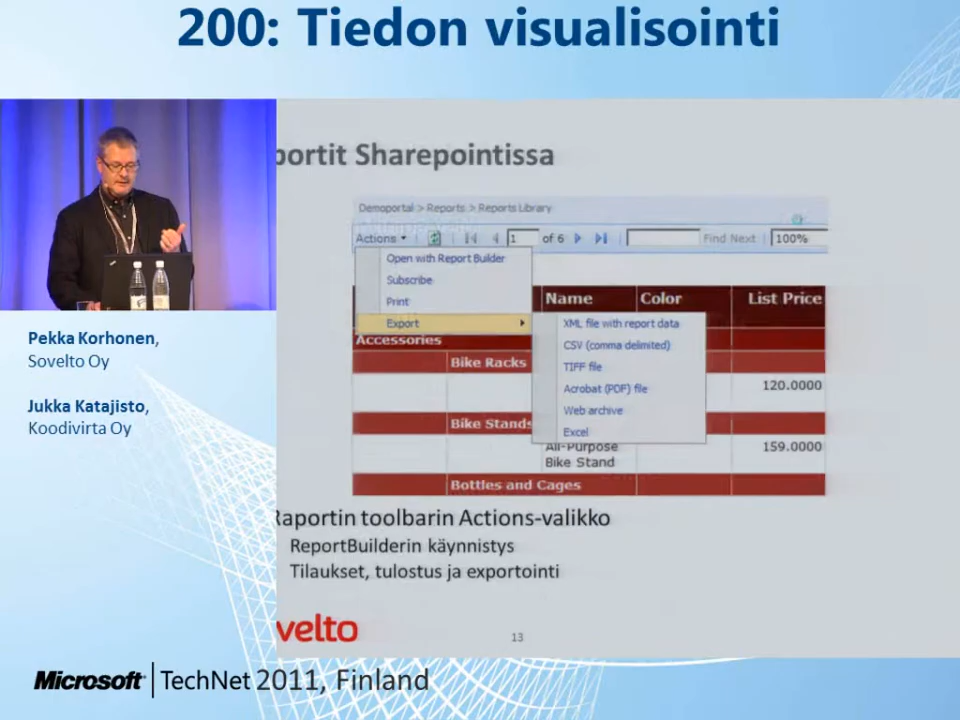 200: Tiedon visualisointi
portit Sharepointissa
Demoportal > Reports > Reports Library
Actions
1
of 6
Find Next
100%
Open with Report Builder
Subscribe
Print
Export
XML file with report data
CSV (comma delimited)
TIFF file
Acrobat (PDF) file
Web archive
Excel
Name
Color
List Price
Accessories
Bike Racks
120.0000
Bike Stands
All-Purpose
Bike Stand
159.0000
Bottles and Cages
Raportin toolbarin Actions-valikko
ReportBuilderin käynnistys
Tilaukset, tulostus ja exportointi
velto
13
Pekka Korhonen,
Sovelto Oy
Jukka Katajisto,
Koodivirta Oy
Microsoft TechNet 2011, Finland